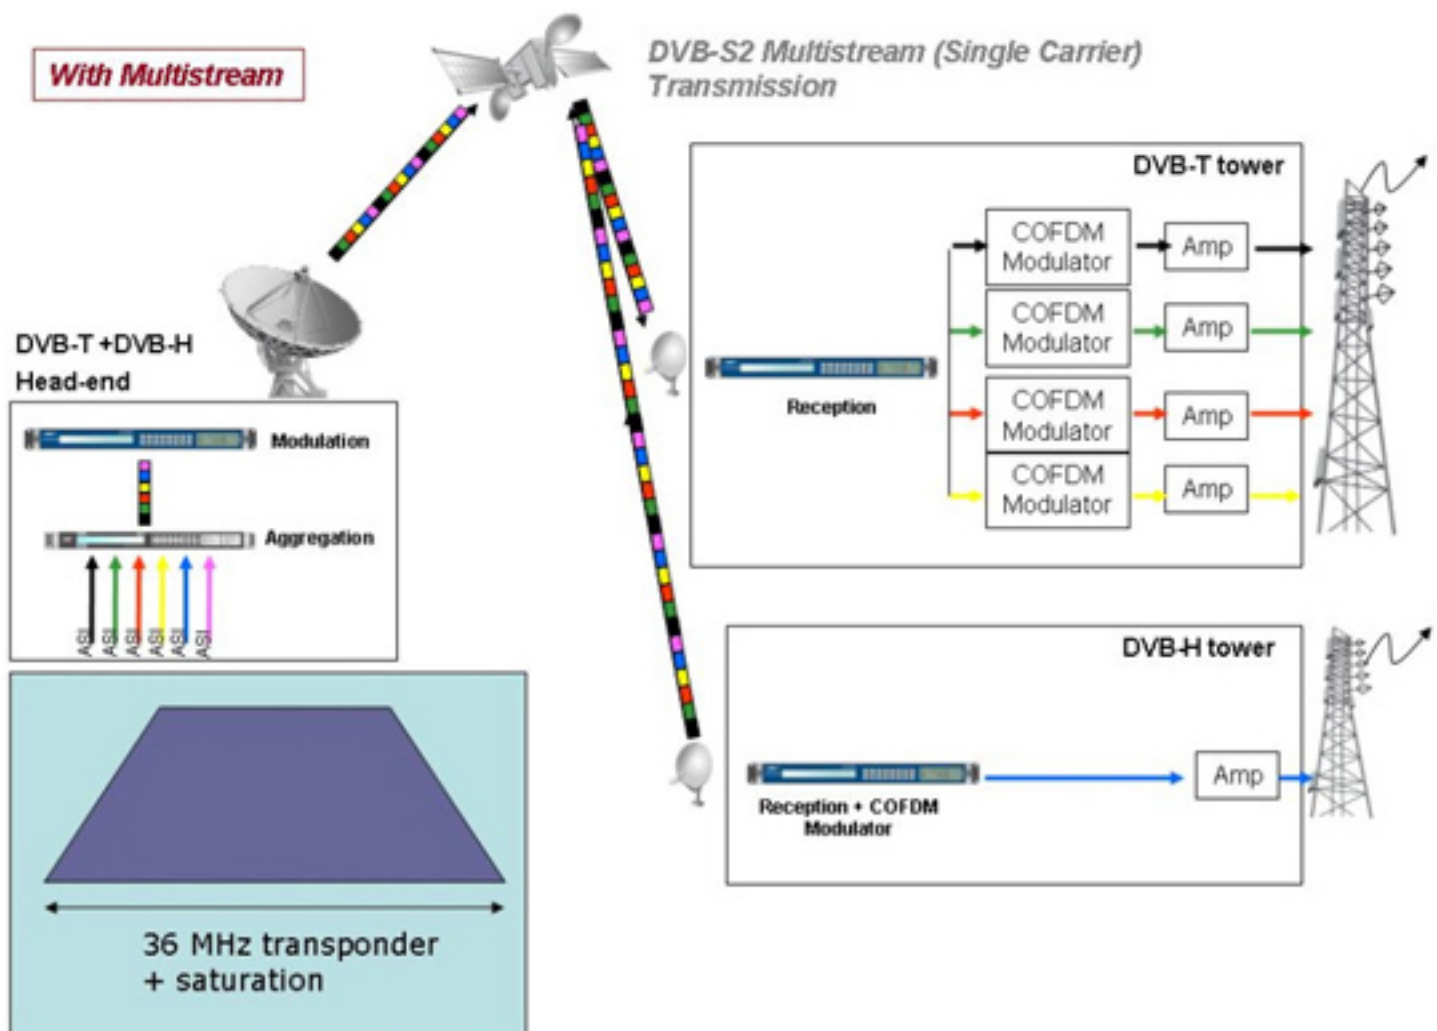 With Multistream
DVB-S2 Multistream (Single Carrier)
Transmission
DVB-T +DVB-H
Head-end
Modulation
Aggregation
ASI
ASI
ASI
ASI
ASI
ASI
36 MHz transponder
+ saturation
DVB-T tower
Reception
COFDM
Modulator
Amp
COFDM
Modulator
Amp
COFDM
Modulator
Amp
COFDM
Modulator
Amp
DVB-H tower
Reception + COFDM
Modulator
Amp